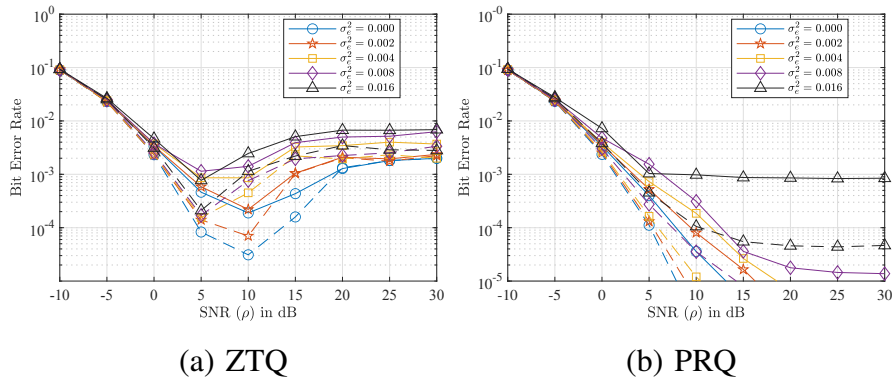 10^0
10^-1
10^-2
10^-3
10^-4
Bit Error Rate
σ_e^2 = 0.000
σ_e^2 = 0.002
σ_e^2 = 0.004
σ_e^2 = 0.008
σ_e^2 = 0.016
-10 -5 0 5 10 15 20 25 30
SNR (ρ) in dB
(a) ZTQ
10^-0
10^-1
10^-2
10^-3
10^-4
10^-5
Bit Error Rate
σ_e^2 = 0.000
σ_e^2 = 0.002
σ_e^2 = 0.004
σ_e^2 = 0.008
σ_e^2 = 0.016
-10 -5 0 5 10 15 20 25 30
SNR (ρ) in dB
(b) PRQ